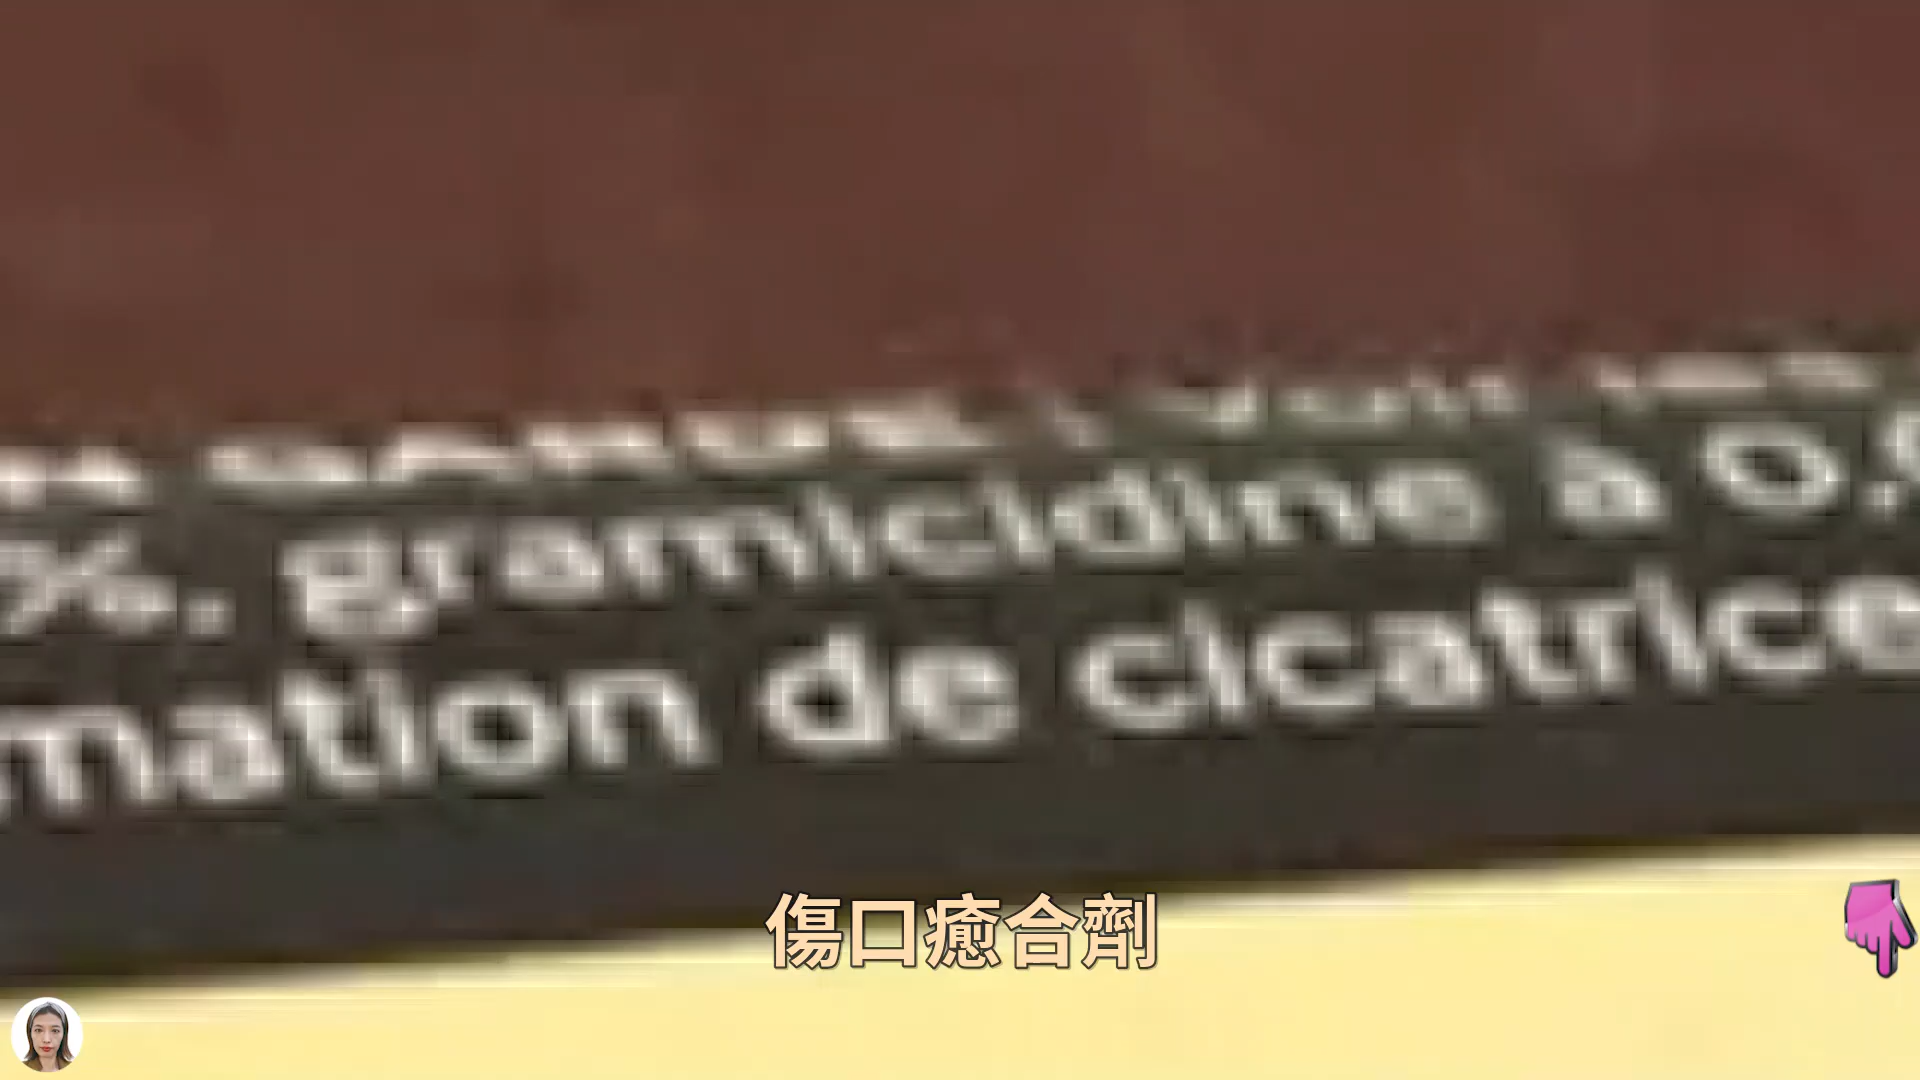 %. gramicidine à 0,
mation de cicatrice
傷口癒合劑